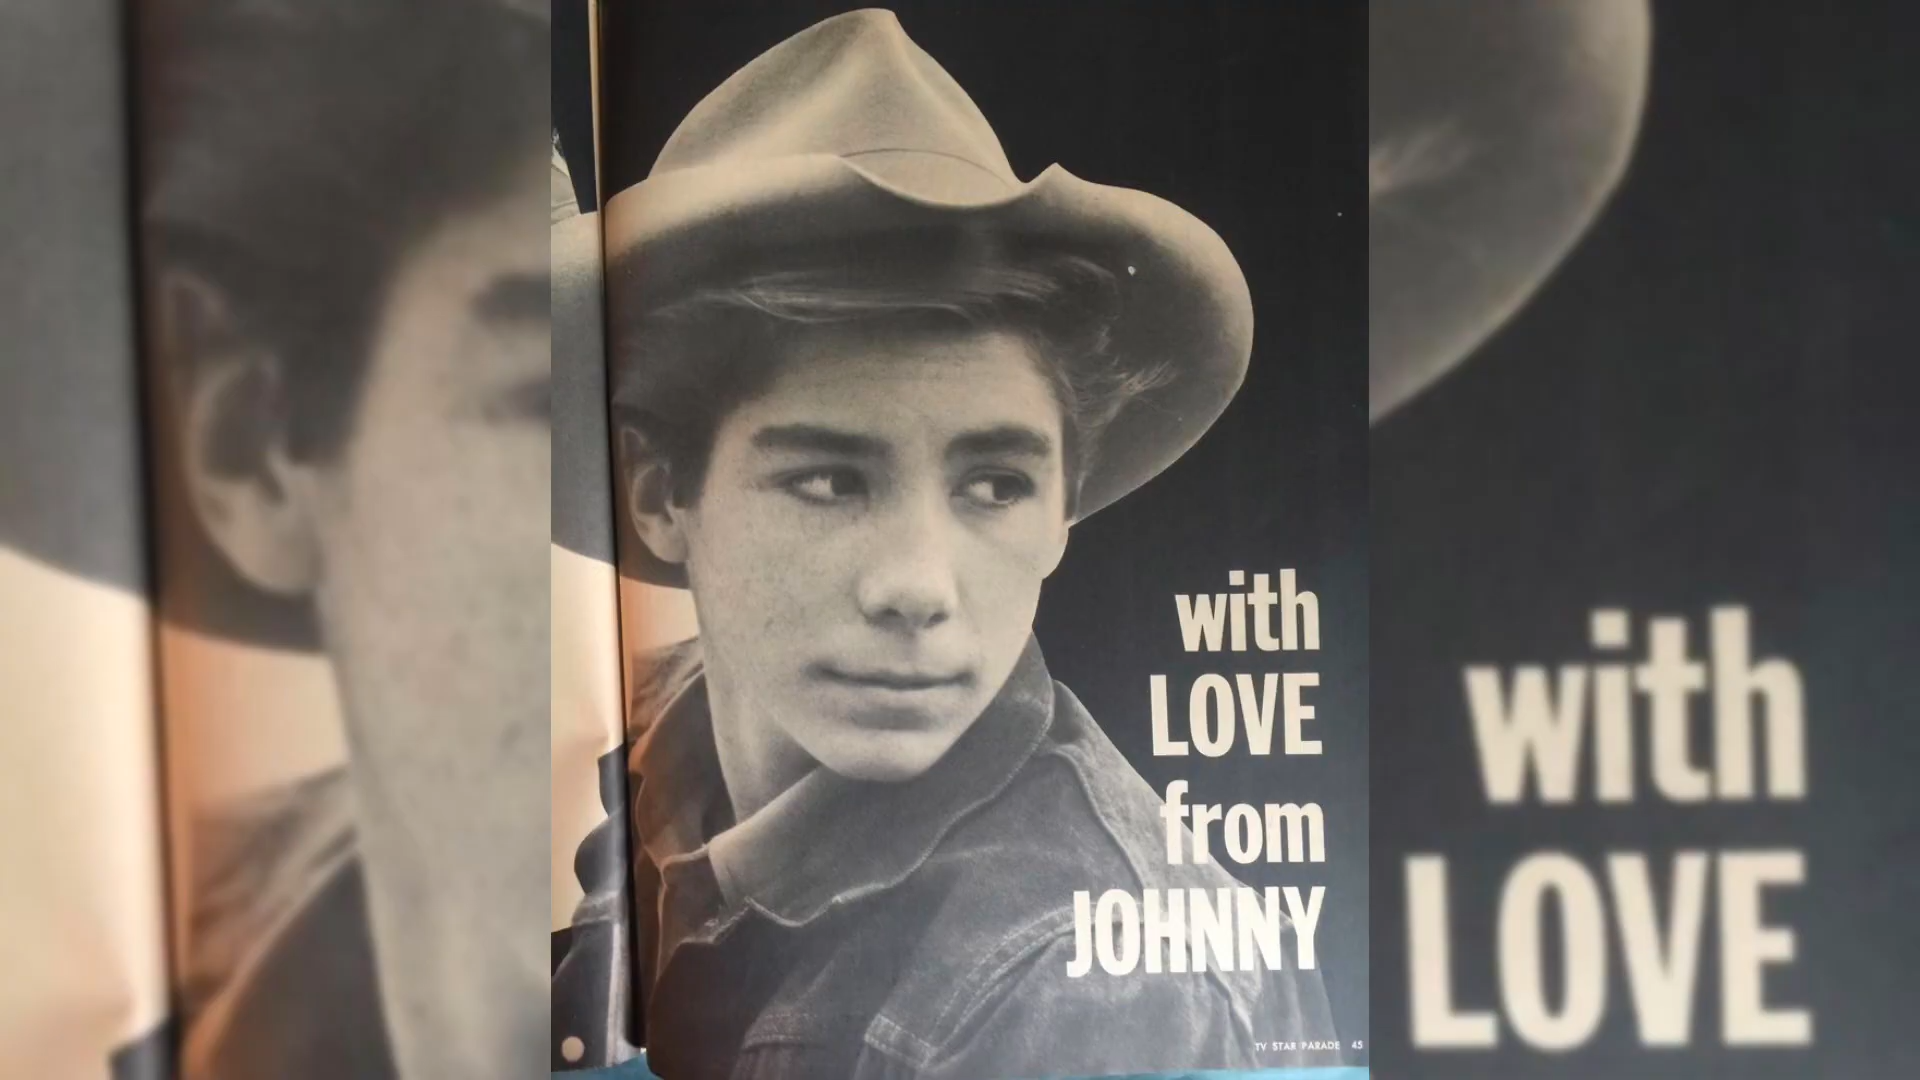 with
LOVE
from
JOHNNY
TV STAR PARADE 45
with
LOVE